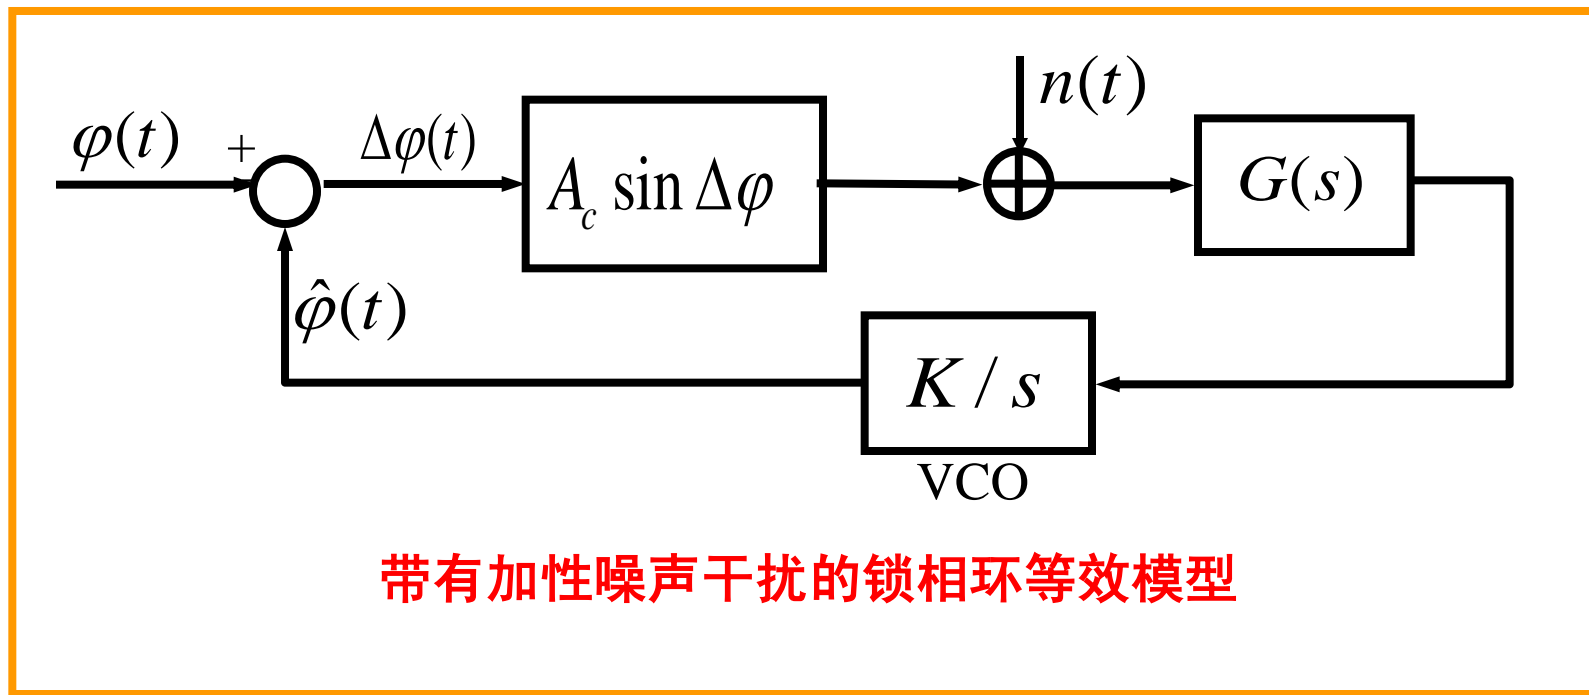 φ(t) + Δφ(t) A_c sin Δφ n(t) G(s)
φ̂(t) K / s
VCO
带有加性噪声干扰的锁相环等效模型